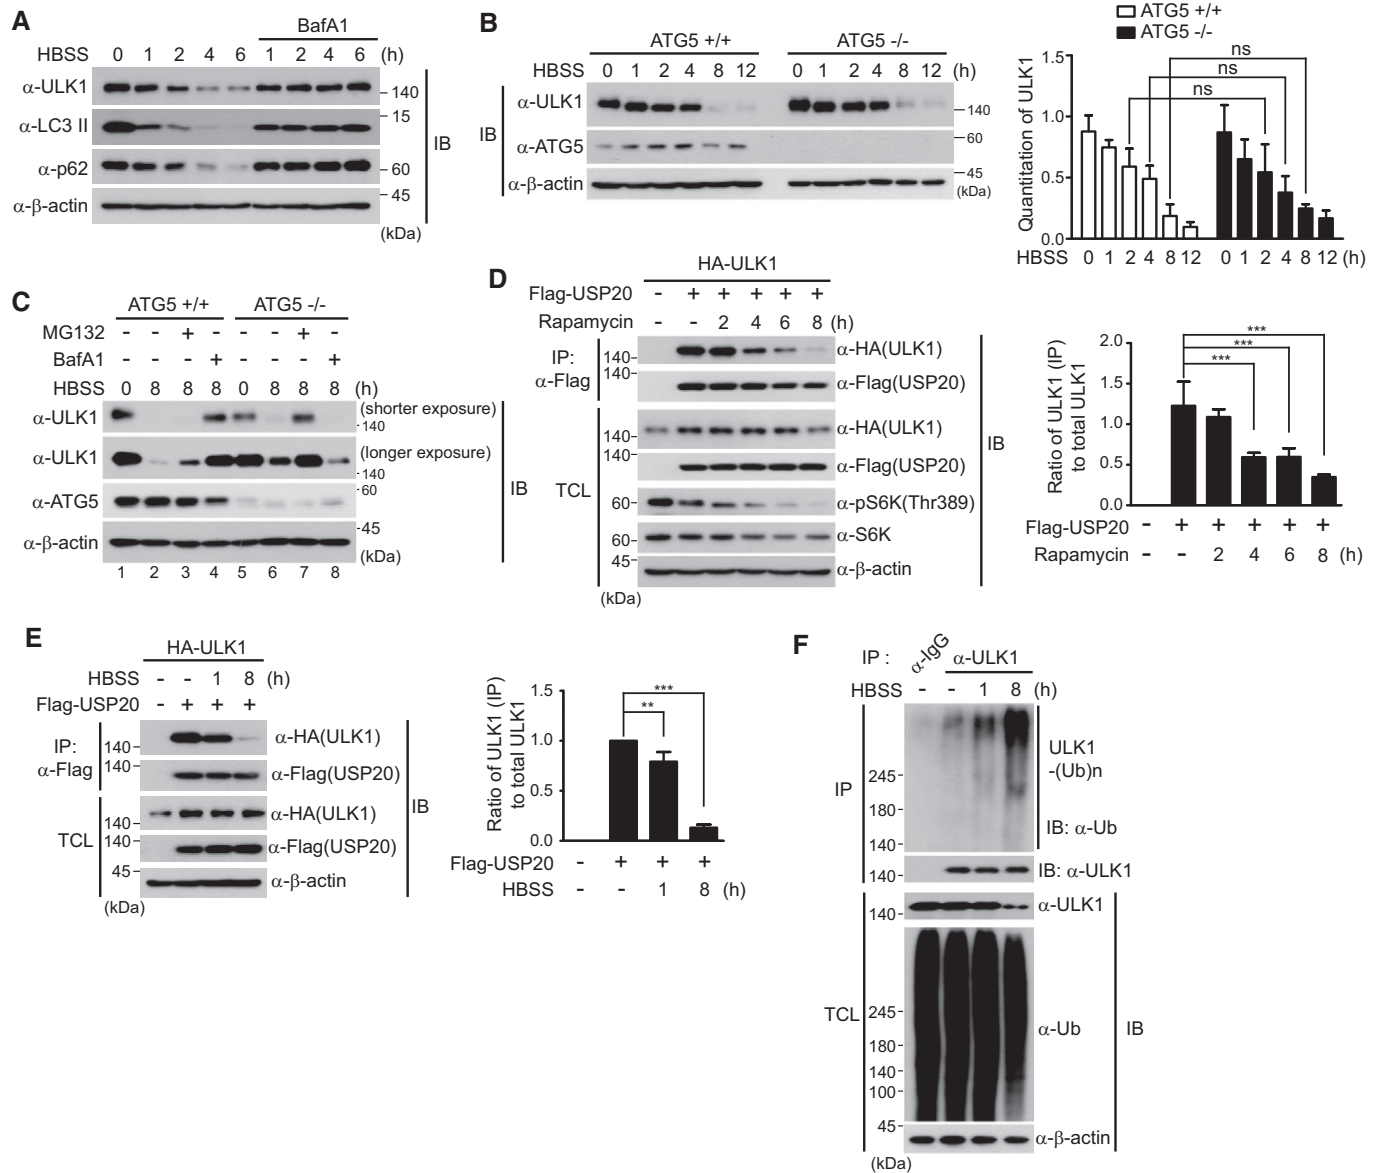 A
BafA1
HBSS 0 1 2 4 6 1 2 4 6 (h)
α-ULK1
140
15
α-LC3 II
α-p62
60
45
α-β-actin
(kDa)
IB
B
ATG5 +/+ ATG5 -/-
HBSS 0 1 2 4 8 12 0 1 2 4 8 12 (h)
α-ULK1
140
60
α-ATG5
45
α-β-actin
(kDa)
IB
ATG5 +/+
ATG5 -/-
ns
ns
ns
Quantitation of ULK1
1.5
1.0
0.5
0.0
HBSS 0 1 2 4 8 12 0 1 2 4 8 12 (h)
C
ATG5 +/+ ATG5 -/-
MG132 - - + - - - + -
BafA1 - - - + - - - +
HBSS 0 8 8 8 0 8 8 8 (h)
α-ULK1 (shorter exposure)
140
α-ULK1 (longer exposure)
140
60
α-ATG5
45
α-β-actin
(kDa)
1 2 3 4 5 6 7 8
IB
D
HA-ULK1
Flag-USP20 - + + + + +
Rapamycin - - 2 4 6 8 (h)
IP:
α-Flag
140 α-HA(ULK1)
140 α-Flag(USP20)
TCL
140 α-HA(ULK1)
140 α-Flag(USP20)
60 α-pS6K(Thr389)
60 α-S6K
45 α-β-actin
(kDa)
IB
Ratio of ULK1 (IP)
to total ULK1
2.0
1.5
1.0
0.5
0.0
***
***
***
Flag-USP20 - + + + + +
Rapamycin - - 2 4 6 8 (h)
E
HA-ULK1
HBSS - - 1 8 (h)
Flag-USP20 - + + +
IP:
α-Flag
140 α-HA(ULK1)
140 α-Flag(USP20)
TCL
140 α-HA(ULK1)
140 α-Flag(USP20)
45 α-β-actin
(kDa)
IB
Ratio of ULK1 (IP)
to total ULK1
1.5
1.0
0.5
0.0
***
**
Flag-USP20 - + + +
HBSS - - 1 8 (h)
F
IP : α-IgG α-ULK1
HBSS - - 1 8 (h)
IP
245
180
140
ULK1
-(Ub)n
IB: α-Ub
140 IB: α-ULK1
TCL
140 α-ULK1
245
180
140
100
α-Ub
45
α-β-actin
(kDa)
IB